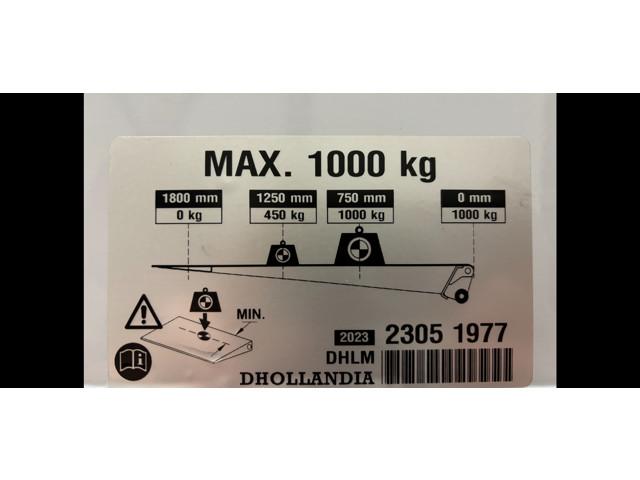 MAX. 1000 kg
1800 mm 1250 mm 750 mm 0 mm
0 kg 450 kg 1000 kg 1000 kg
MIN.
2023 2305 1977
DHLM
DHOLLANDIA